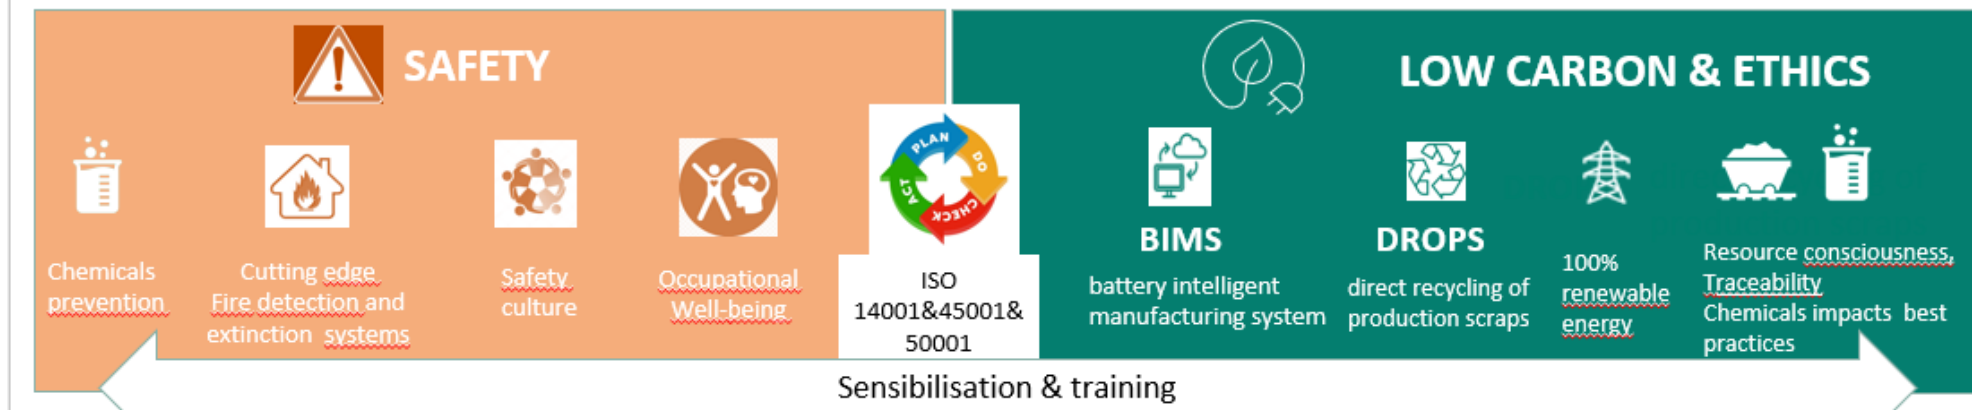 SAFETY
Chemicals
prevention
Cutting edge
Fire detection and
extinction systems
Safety
culture
Occupational
Well-being
PLAN
DO
CHECK
ACT
ISO
14001&45001&
50001
LOW CARBON & ETHICS
BIMS
battery intelligent
manufacturing system
DROPS
direct recycling of
production scraps
100%
renewable
energy
Resource consciousness,
Traceability
Chemicals impacts best
practices
Sensibilisation & training